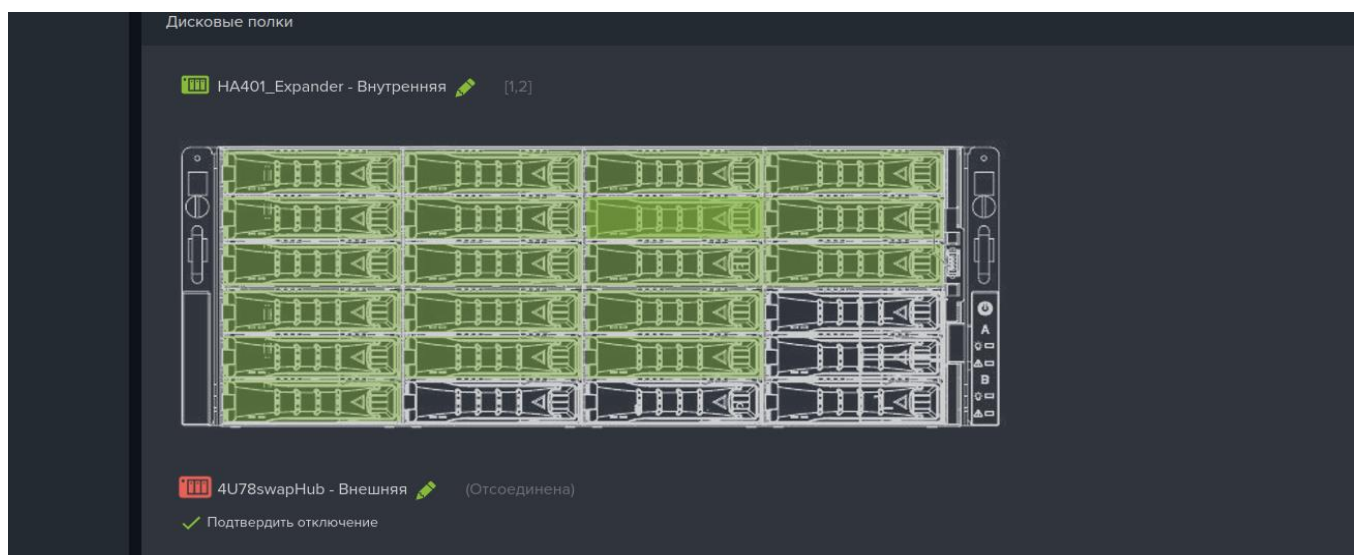 Дисковые полки
HA401_Expander - Внутренняя [1,2]
A
B
4U78swapHub - Внешняя (Отсоединена)
Подтвердить отключение